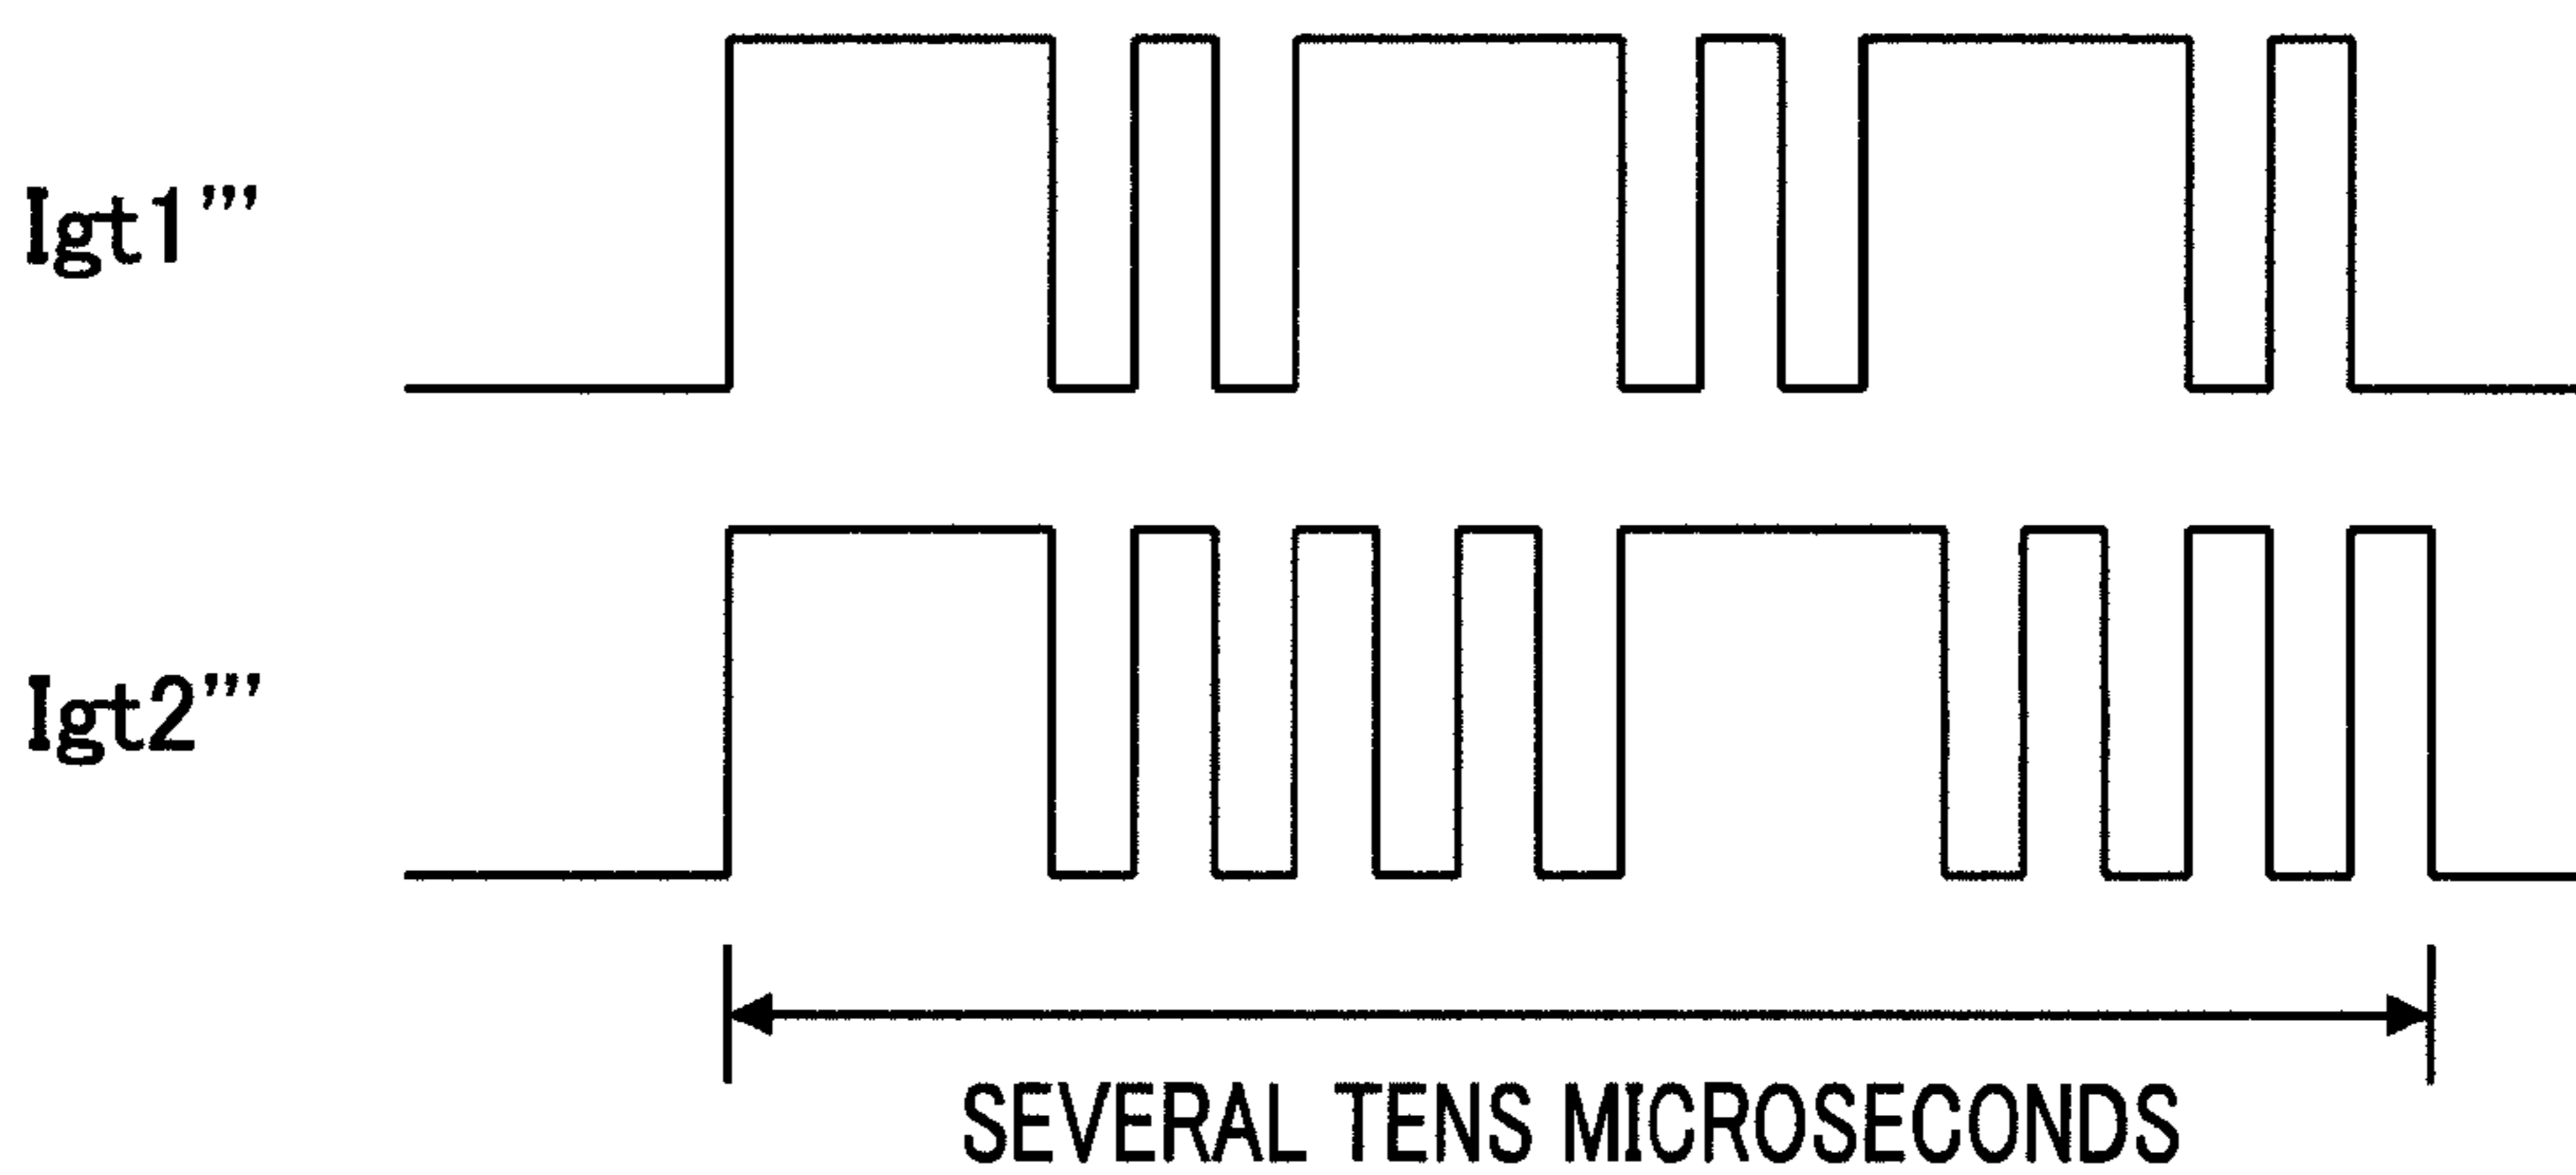 Igt1’’’
Igt2’’’
SEVERAL TENS MICROSECONDS